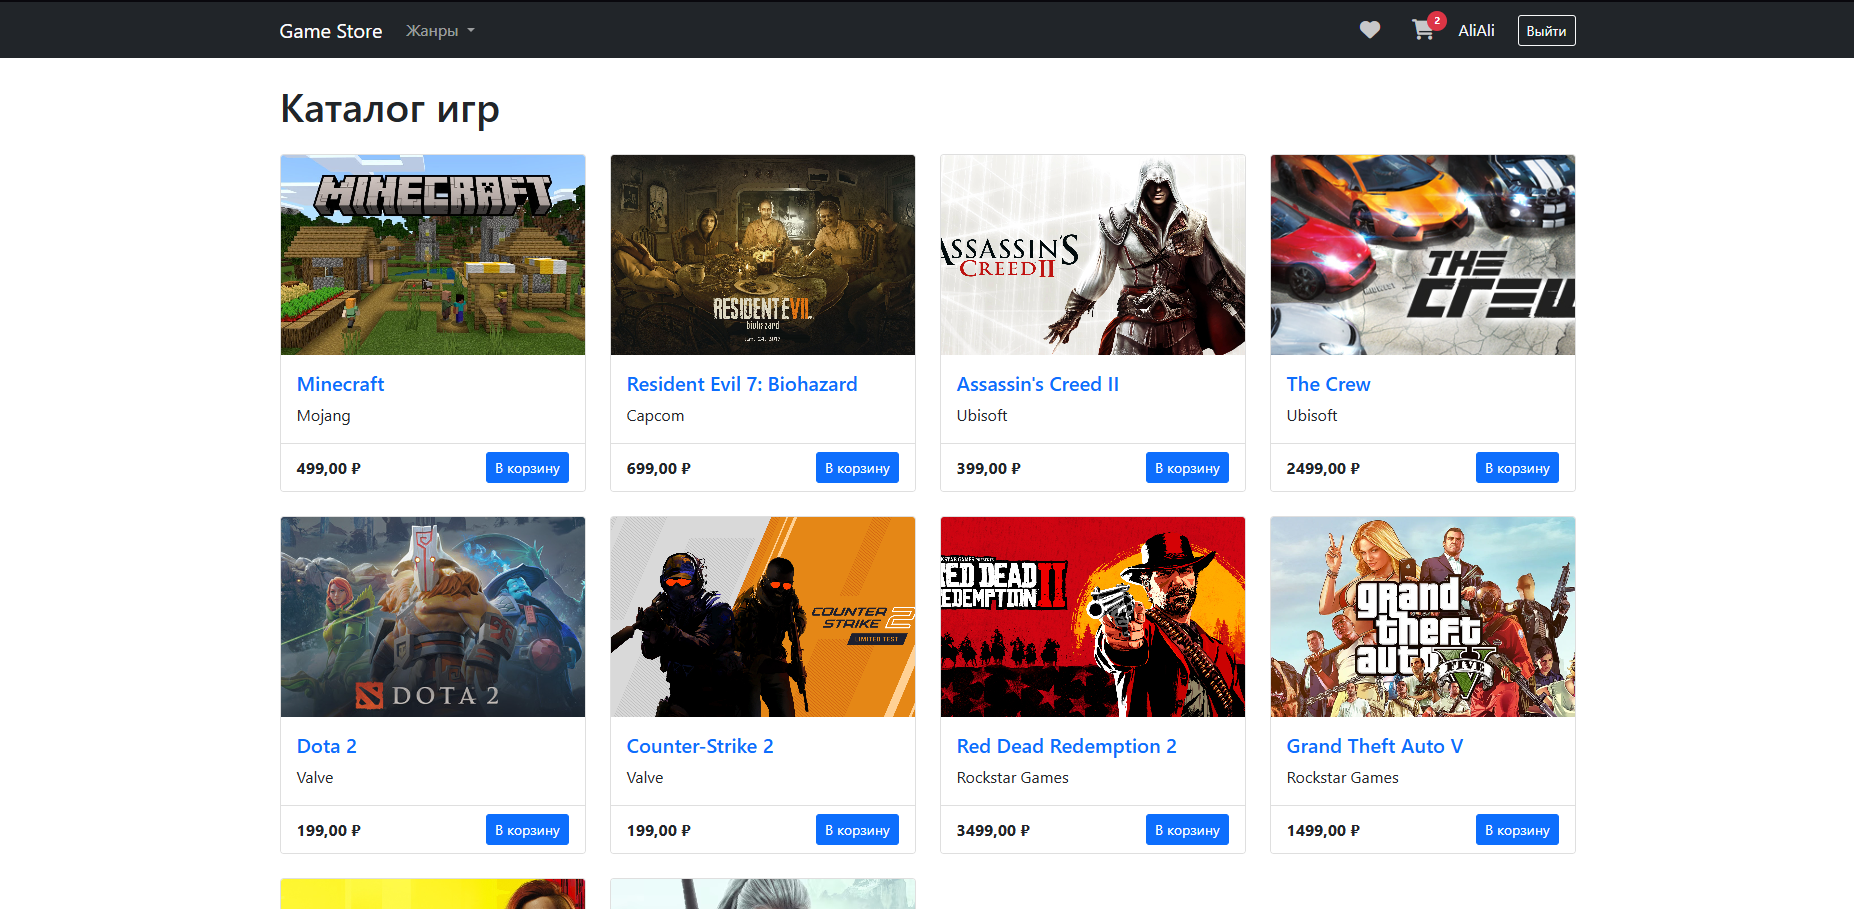 Game Store Жанры 2 AliAli Выйти
Каталог игр
MINECRAFT
RESIDENT EVIL
biohazard
Jan. 24. 2017
ASSASSIN'S
CREED II
THE
CREW
Minecraft
Mojang
499,00 ₽ В корзину
Resident Evil 7: Biohazard
Capcom
699,00 ₽ В корзину
Assassin's Creed II
Ubisoft
399,00 ₽ В корзину
The Crew
Ubisoft
2499,00 ₽ В корзину
DOTA 2
COUNTER
STRIKE 2
LIMITED TEST
RED DEAD
REDEMPTION II
grand
theft
auto V
FIVE
Dota 2
Valve
199,00 ₽ В корзину
Counter-Strike 2
Valve
199,00 ₽ В корзину
Red Dead Redemption 2
Rockstar Games
3499,00 ₽ В корзину
Grand Theft Auto V
Rockstar Games
1499,00 ₽ В корзину